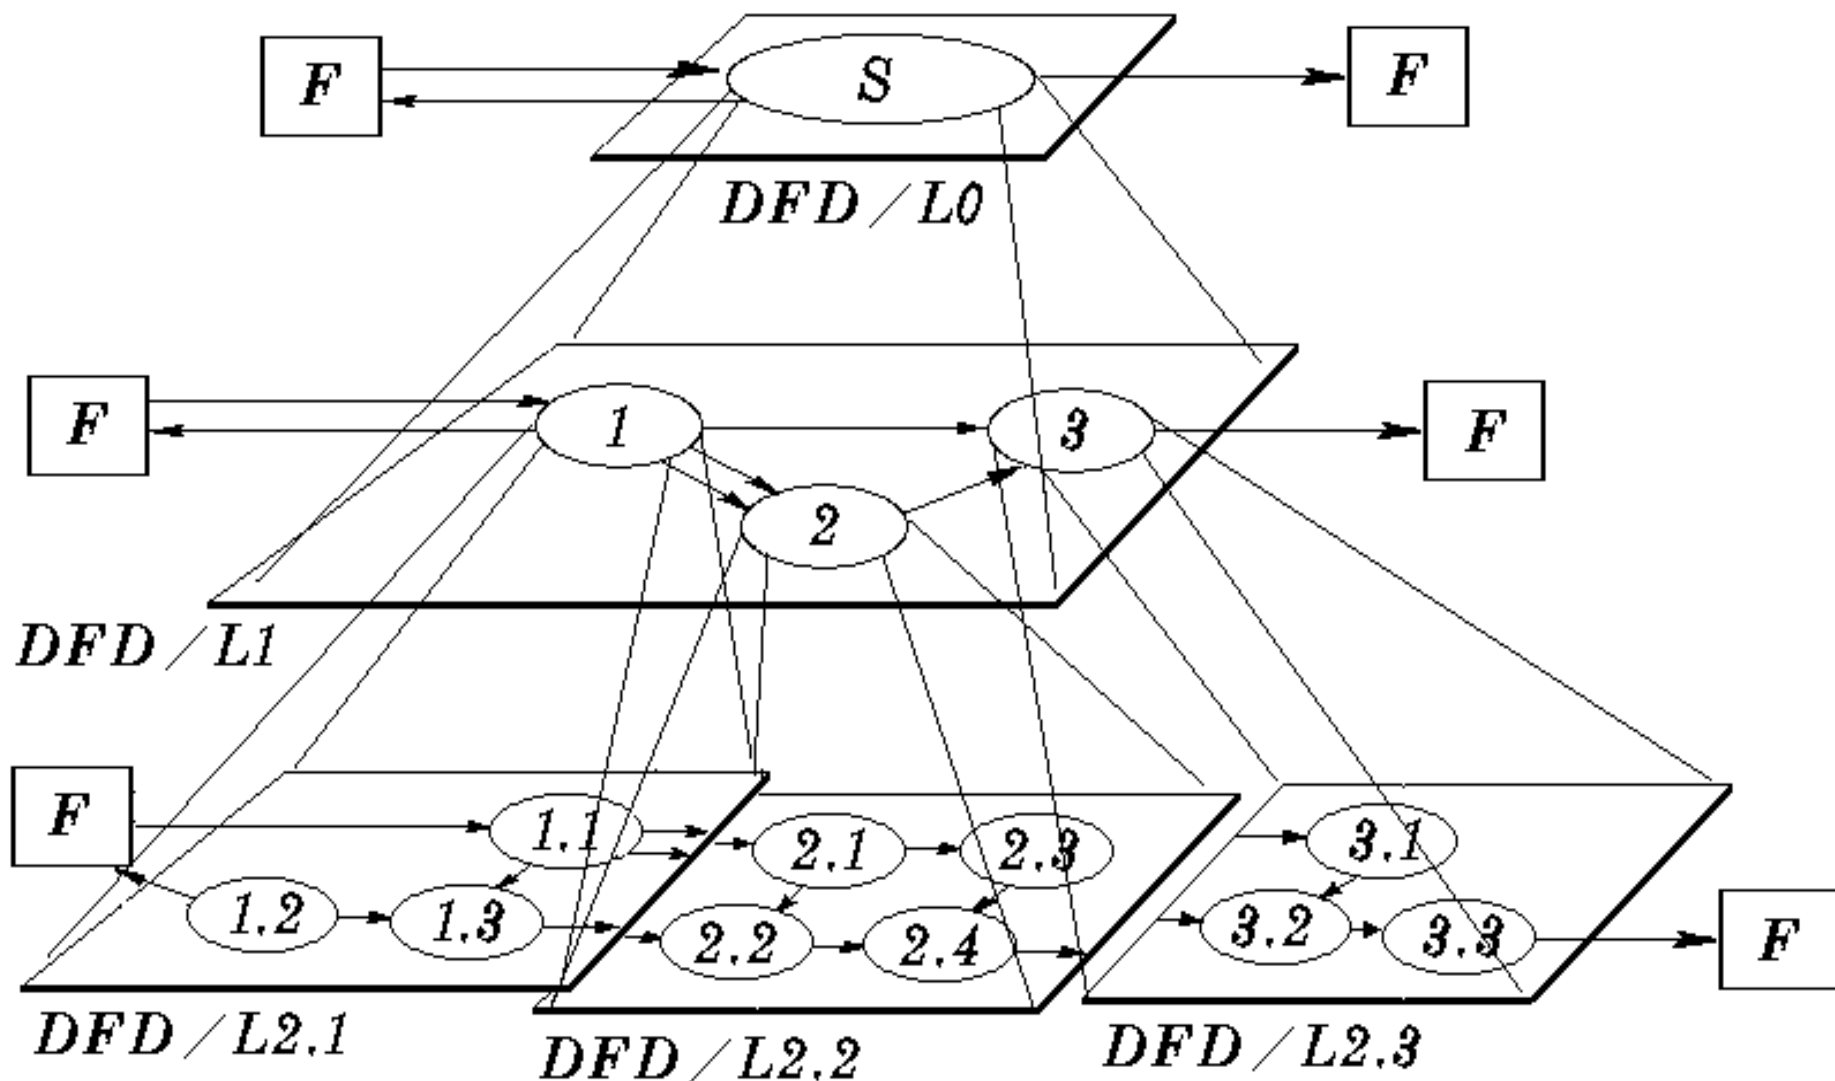 F
S
F
DFD/L0
F
1
3
F
2
DFD/L1
F
1.1
2.1
2.3
3.1
1.2
1.3
2.2
2.4
3.2
3.3
F
DFD/L2.1
DFD/L2.2
DFD/L2.3